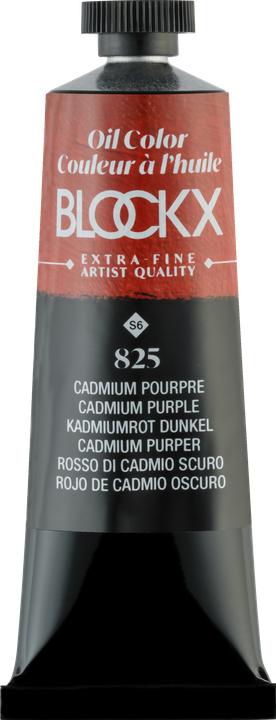 Oil Color
Couleur à l'huile
BLOCKX
EXTRA-FINE
ARTIST QUALITY
S6
825
CADMIUM POURPRE
CADMIUM PURPLE
KADMIUMROT DUNKEL
CADMIUM PURPER
ROSSO DI CADMIO SCURO
ROJO DE CADMIO OSCURO